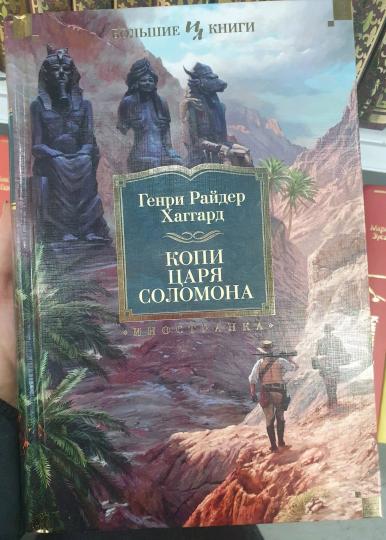 БОЛЬШИЕ И Л КНИГИ
Генри Райдер
Хаггард
КОПИ
ЦАРЯ
СОЛОМОНА
ИНОСТРАНКА